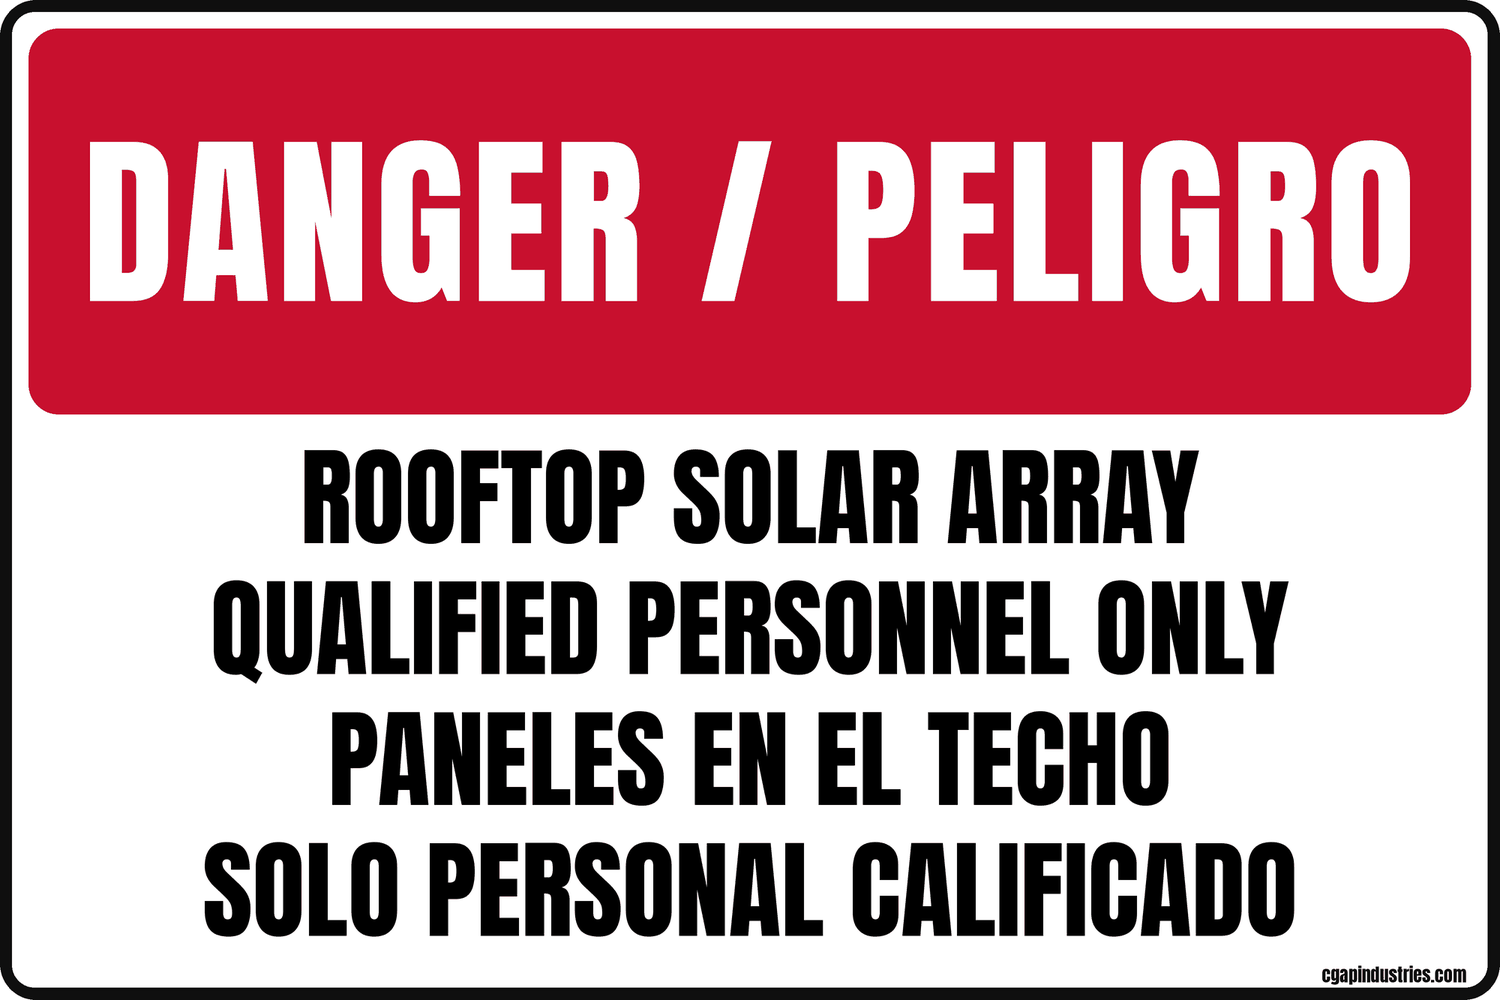 DANGER / PELIGRO
ROOFTOP SOLAR ARRAY
QUALIFIED PERSONNEL ONLY
PANELES EN EL TECHO
SOLO PERSONAL CALIFICADO
cgapindustries.com